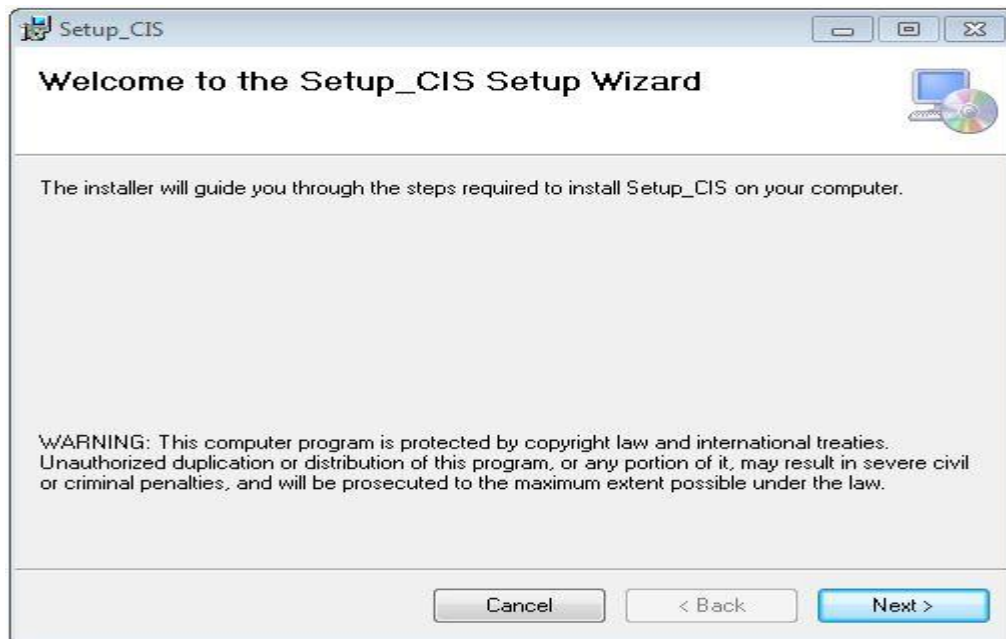 Setup_CIS
Welcome to the Setup_CIS Setup Wizard
The installer will guide you through the steps required to install Setup_CIS on your computer.
WARNING: This computer program is protected by copyright law and international treaties.
Unauthorized duplication or distribution of this program, or any portion of it, may result in severe civil
or criminal penalties, and will be prosecuted to the maximum extent possible under the law.
Cancel
< Back
Next >